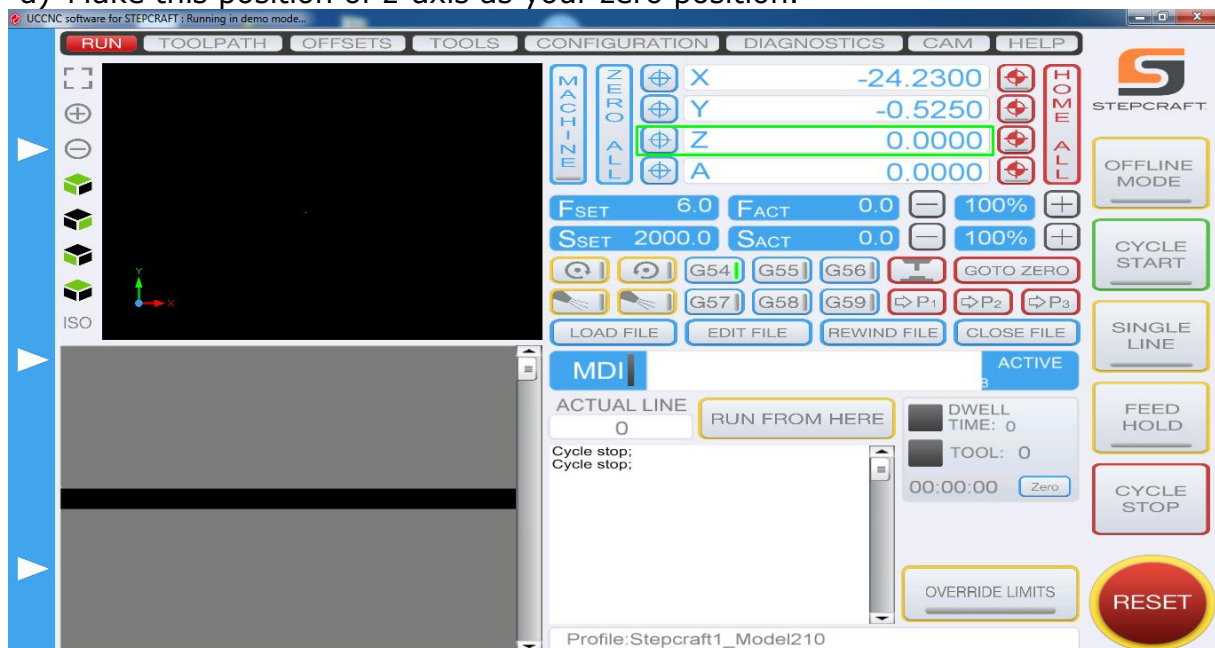 d) Make this position of z-axis as your zero position.
UCCNC software for STEPCRAFT : Running in demo mode...
RUN TOOLPATH OFFSETS TOOLS CONFIGURATION DIAGNOSTICS CAM HELP
MACHINE
ZERO ALL
X -24.2300
Y -0.5250
Z 0.0000
A 0.0000
HOME ALL
STEPCRAFT
OFFLINE
MODE
FSET 6.0 FACT 0.0 100%
SSET 2000.0 SACT 0.0 100%
CYCLE
START
G54 G55 G56 GOTO ZERO
G57 G58 G59 P1 P2 P3
Y
X
ISO
LOAD FILE EDIT FILE REWIND FILE CLOSE FILE
SINGLE
LINE
MDI ACTIVE
ACTUAL LINE
0
RUN FROM HERE
DWELL
TIME: 0
TOOL: 0
00:00:00 Zero
FEED
HOLD
Cycle stop;
Cycle stop;
CYCLE
STOP
OVERRIDE LIMITS
RESET
Profile:Stepcraft1_Model210